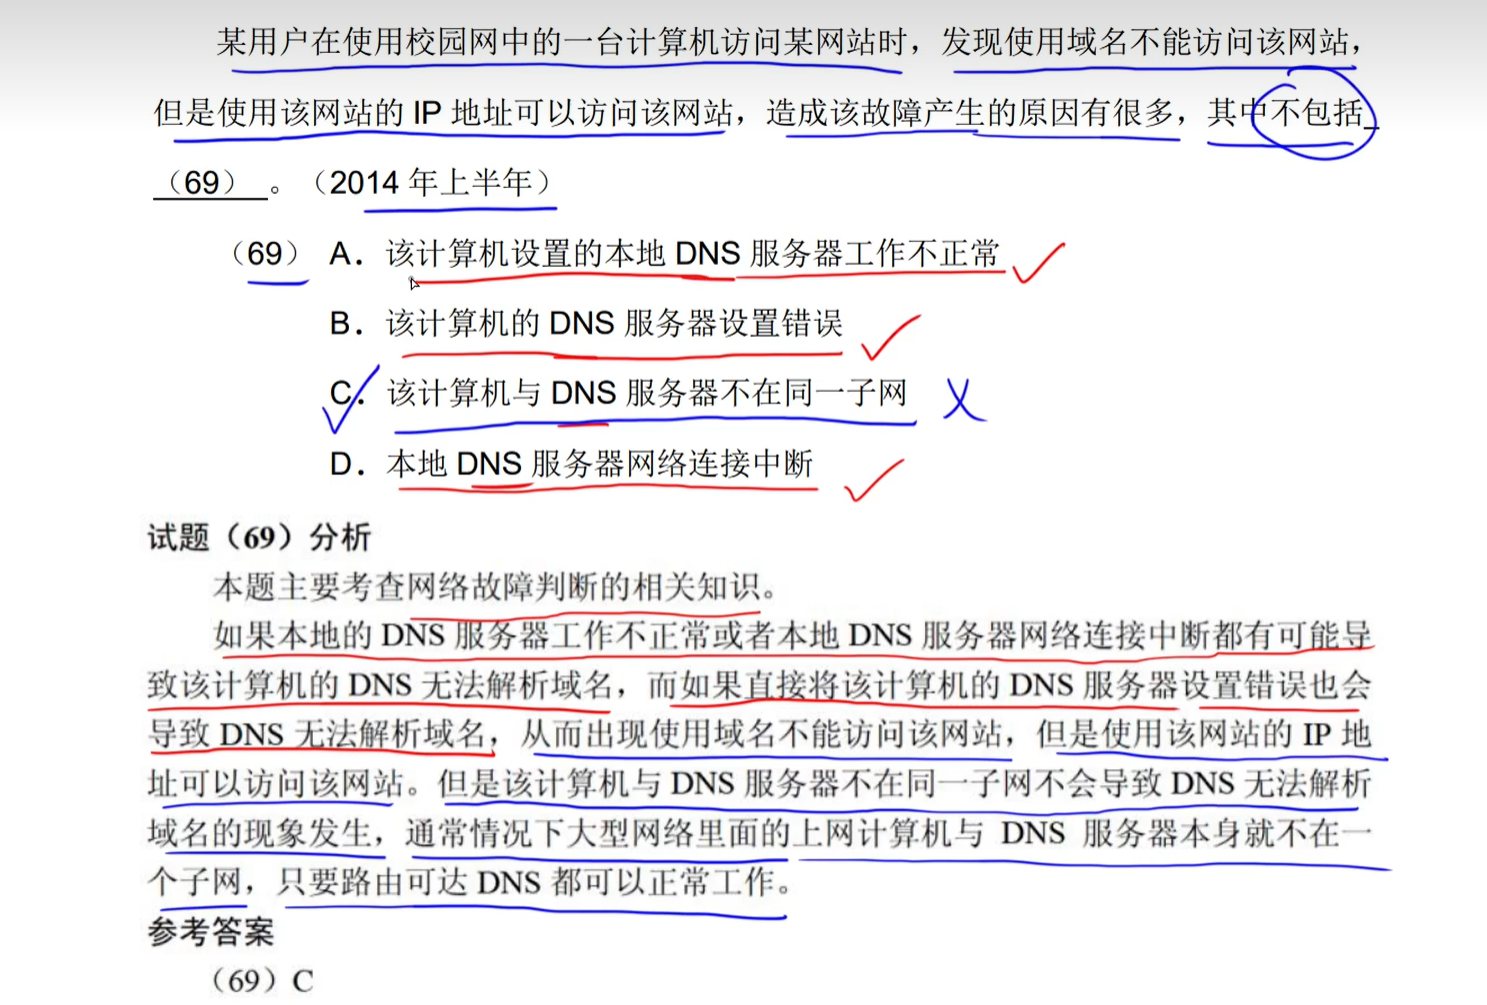 某用户在使用校园网中的一台计算机访问某网站时，发现使用域名不能访问该网站，
但是使用该网站的 IP 地址可以访问该网站，造成该故障产生的原因有很多，其中不包括_
（69）。（2014 年上半年）
（69） A. 该计算机设置的本地 DNS 服务器工作不正常
B. 该计算机的 DNS 服务器设置错误
C. 该计算机与 DNS 服务器不在同一子网
D. 本地 DNS 服务器网络连接中断
试题（69）分析
本题主要考查网络故障判断的相关知识。
如果本地的 DNS 服务器工作不正常或者本地 DNS 服务器网络连接中断都有可能导
致该计算机的 DNS 无法解析域名，而如果直接将该计算机的 DNS 服务器设置错误也会
导致 DNS 无法解析域名，从而出现使用域名不能访问该网站，但是使用该网站的 IP 地
址可以访问该网站。但是该计算机与 DNS 服务器不在同一子网不会导致 DNS 无法解析
域名的现象发生，通常情况下大型网络里面的上网计算机与 DNS 服务器本身就不在一
个子网，只要路由可达 DNS 都可以正常工作。
参考答案
（69）C